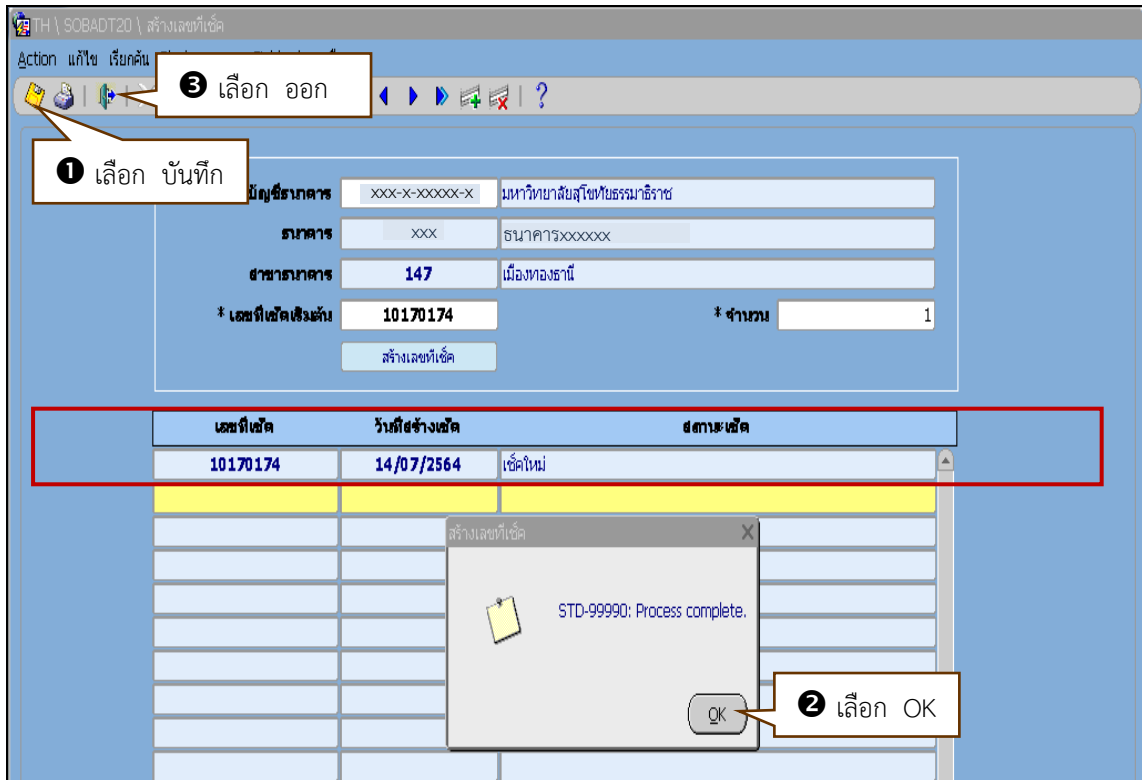 TH \ SOBADT20 \ สร้างเลขที่เช็ค
Action แก้ไข เรียกค้น
❸ เลือก ออก
❶ เลือก บันทึก
บัญชีธนาคาร xxx-x-xxxxx-x มหาวิทยาลัยสุโขทัยธรรมาธิราช
ธนาคาร xxx ธนาคารxxxxxx
สาขาธนาคาร 147 เมืองทองธานี
* เลขที่เช็คเริ่มต้น 10170174 * จำนวน 1
สร้างเลขที่เช็ค
เลขที่เช็ค วันที่สร้างเช็ค สถานะเช็ค
10170174 14/07/2564 เช็คใหม่
สร้างเลขที่เช็ค
STD-99990: Process complete.
OK
❷ เลือก OK